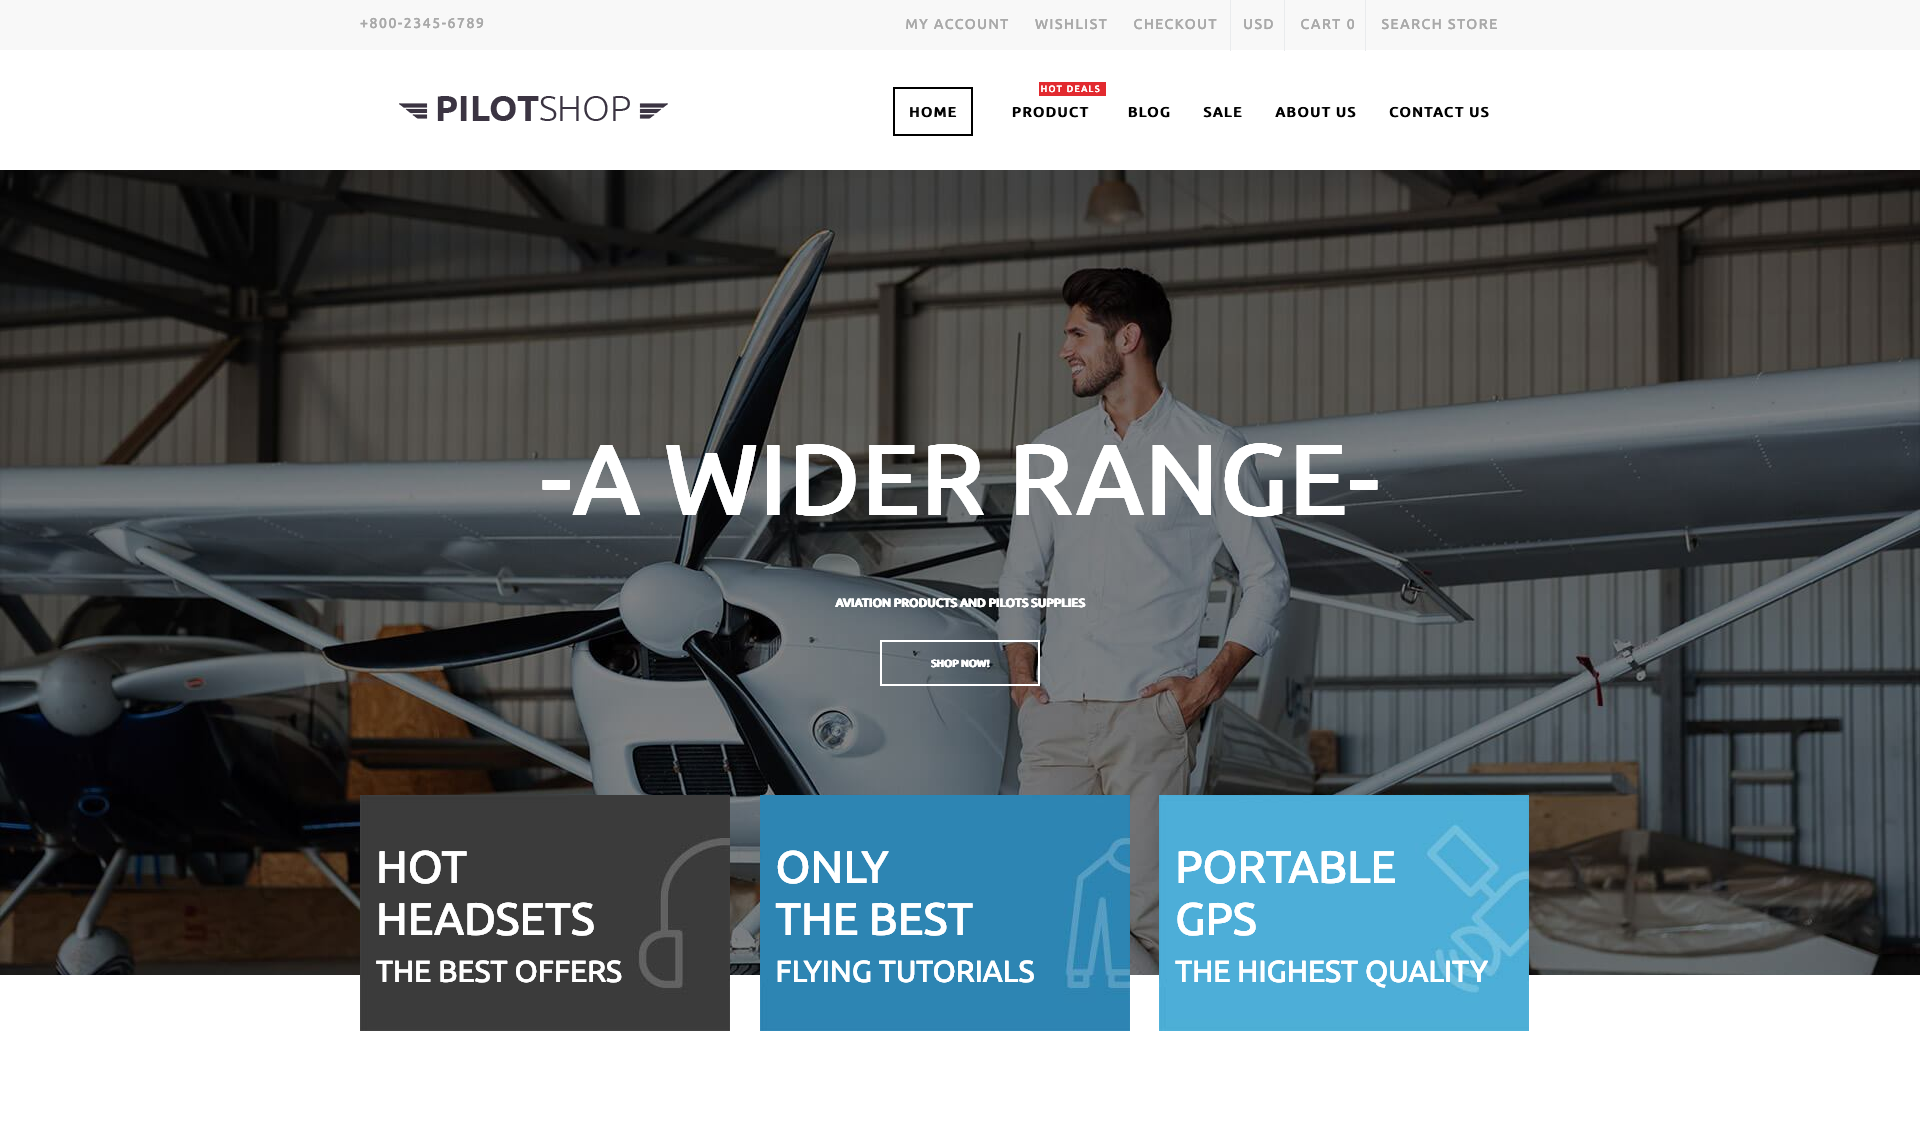 +800-2345-6789
MY ACCOUNT WISHLIST CHECKOUT USD CART 0 SEARCH STORE
PILOTSHOP
HOT DEALS
HOME PRODUCT BLOG SALE ABOUT US CONTACT US
-A WIDER RANGE-
AVIATION PRODUCTS AND PILOTS SUPPLIES
SHOP NOW!
HOT
HEADSETS
THE BEST OFFERS
ONLY
THE BEST
FLYING TUTORIALS
PORTABLE
GPS
THE HIGHEST QUALITY